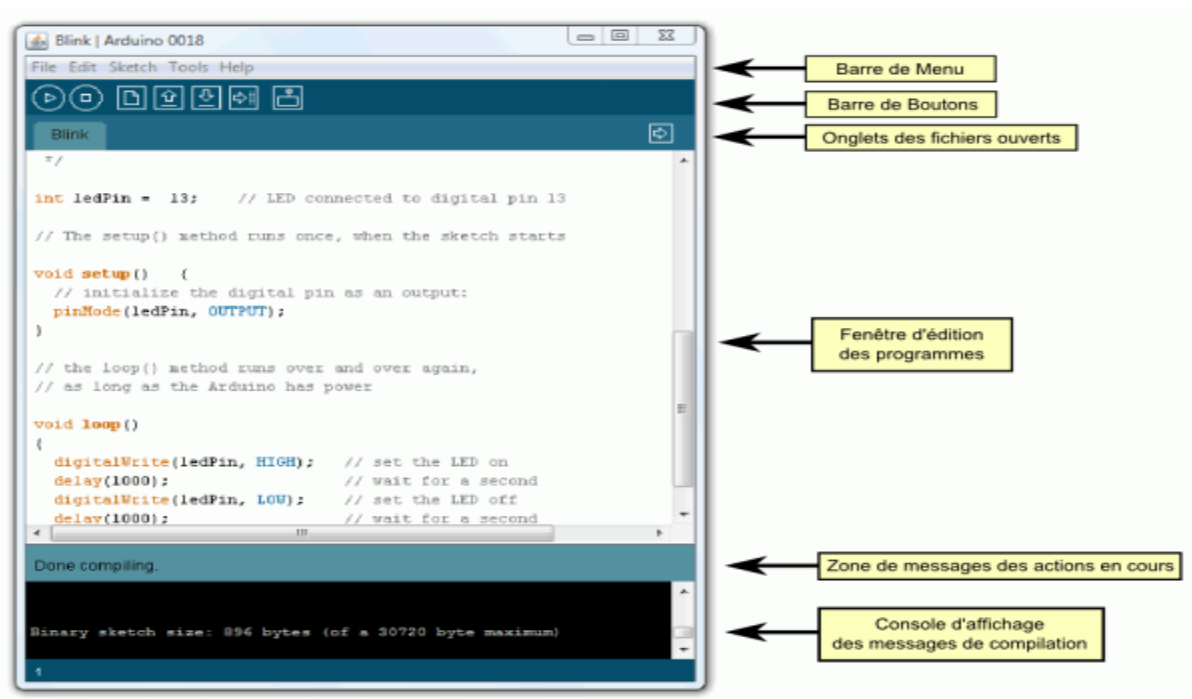 Blink | Arduino 0018
File Edit Sketch Tools Help
Barre de Menu
Barre de Boutons
Blink
Onglets des fichiers ouverts
*/
int ledPin = 13; // LED connected to digital pin 13
// The setup() method runs once, when the sketch starts
void setup() {
// initialize the digital pin as an output:
pinMode(ledPin, OUTPUT);
}
Fenêtre d'édition
des programmes
// the loop() method runs over and over again,
// as long as the Arduino has power
void loop()
{
digitalWrite(ledPin, HIGH); // set the LED on
delay(1000); // wait for a second
digitalWrite(ledPin, LOW); // set the LED off
delay(1000); // wait for a second
Done compiling.
Zone de messages des actions en cours
Binary sketch size: 896 bytes (of a 30720 byte maximum)
Console d'affichage
des messages de compilation
1